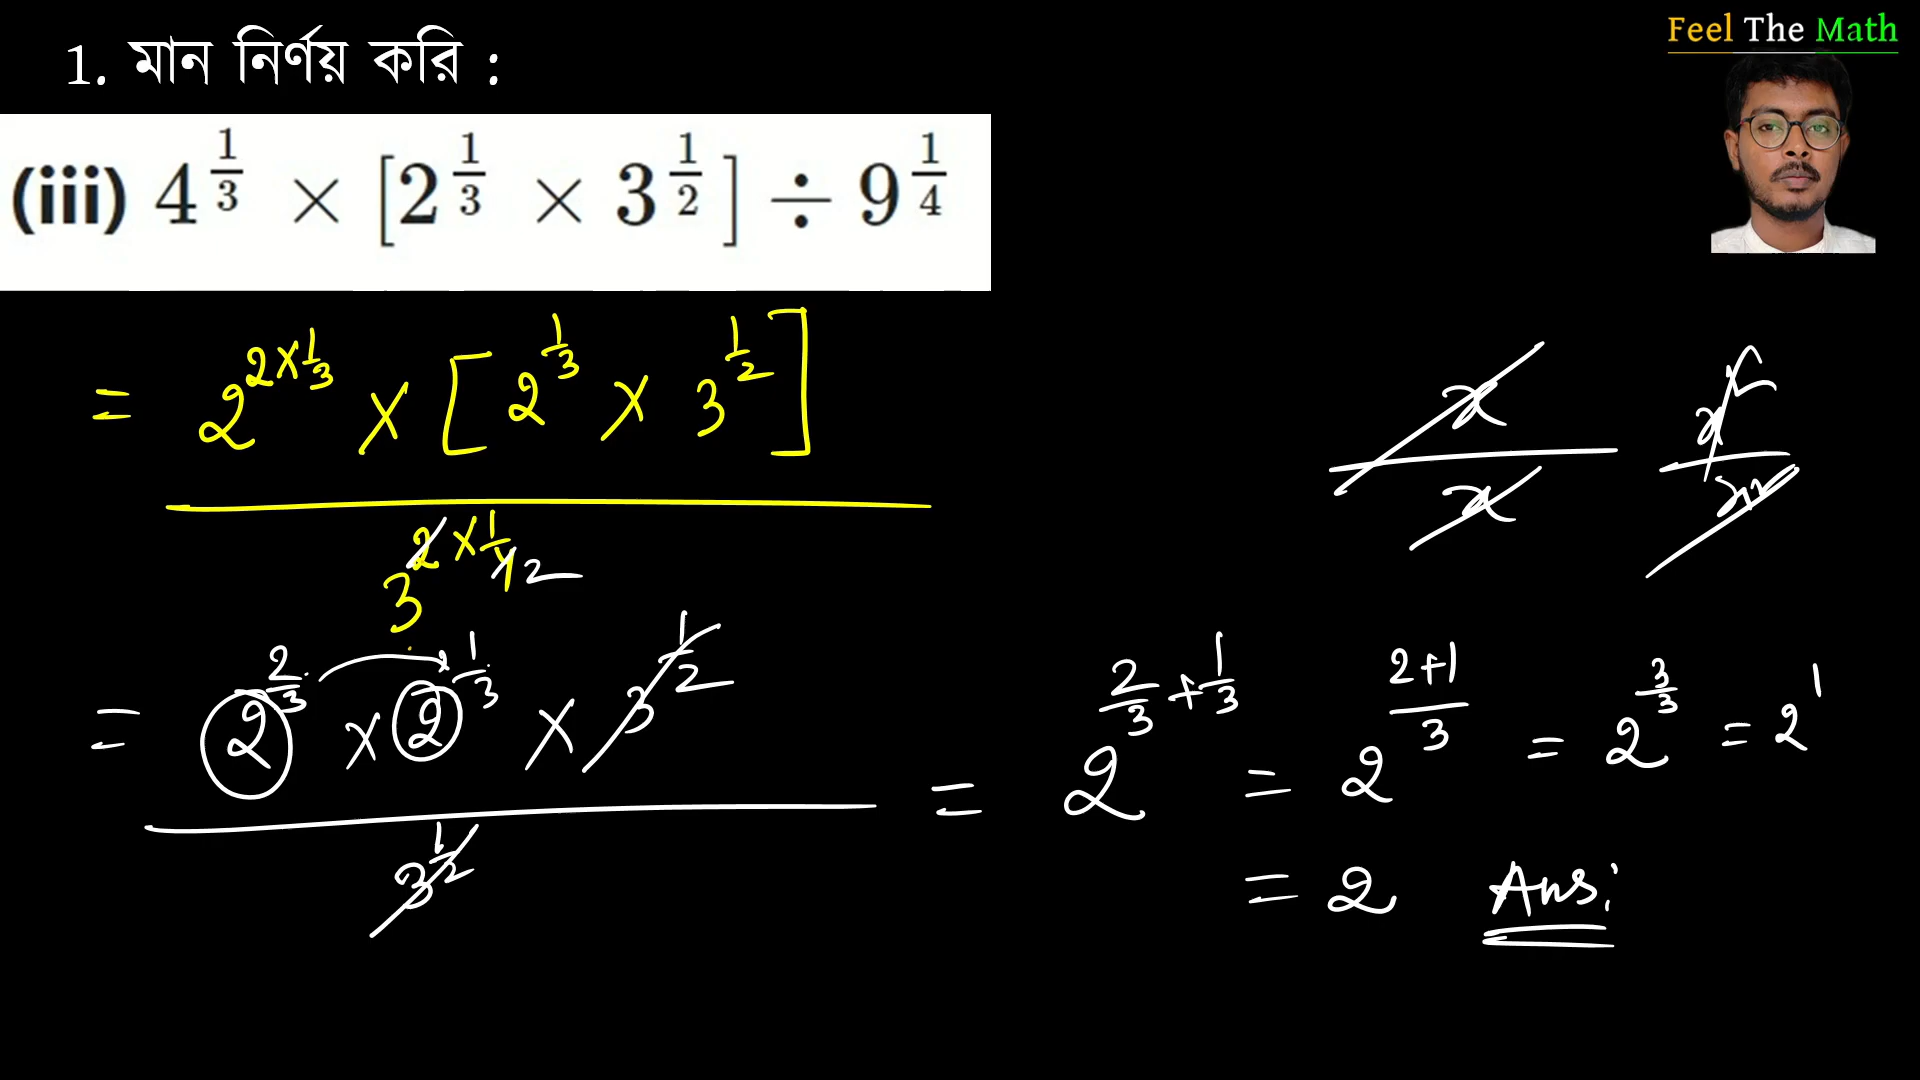 Feel The Math
1. মান নির্ণয় করি :
(iii) 4^{1/3} × [2^{1/3} × 3^{1/2}] ÷ 9^{1/4}
= (2^{2×1/3} × [2^{1/3} × 3^{1/2}]) / 3^{2×1/4 2}
x / x
= (2^{2/3} × 2^{1/3} × 3^{1/2}) / 3^{1/2} = 2^{2/3+1/3} = 2^{(2+1)/3} = 2^{3/3} = 2^1
= 2 Ans: